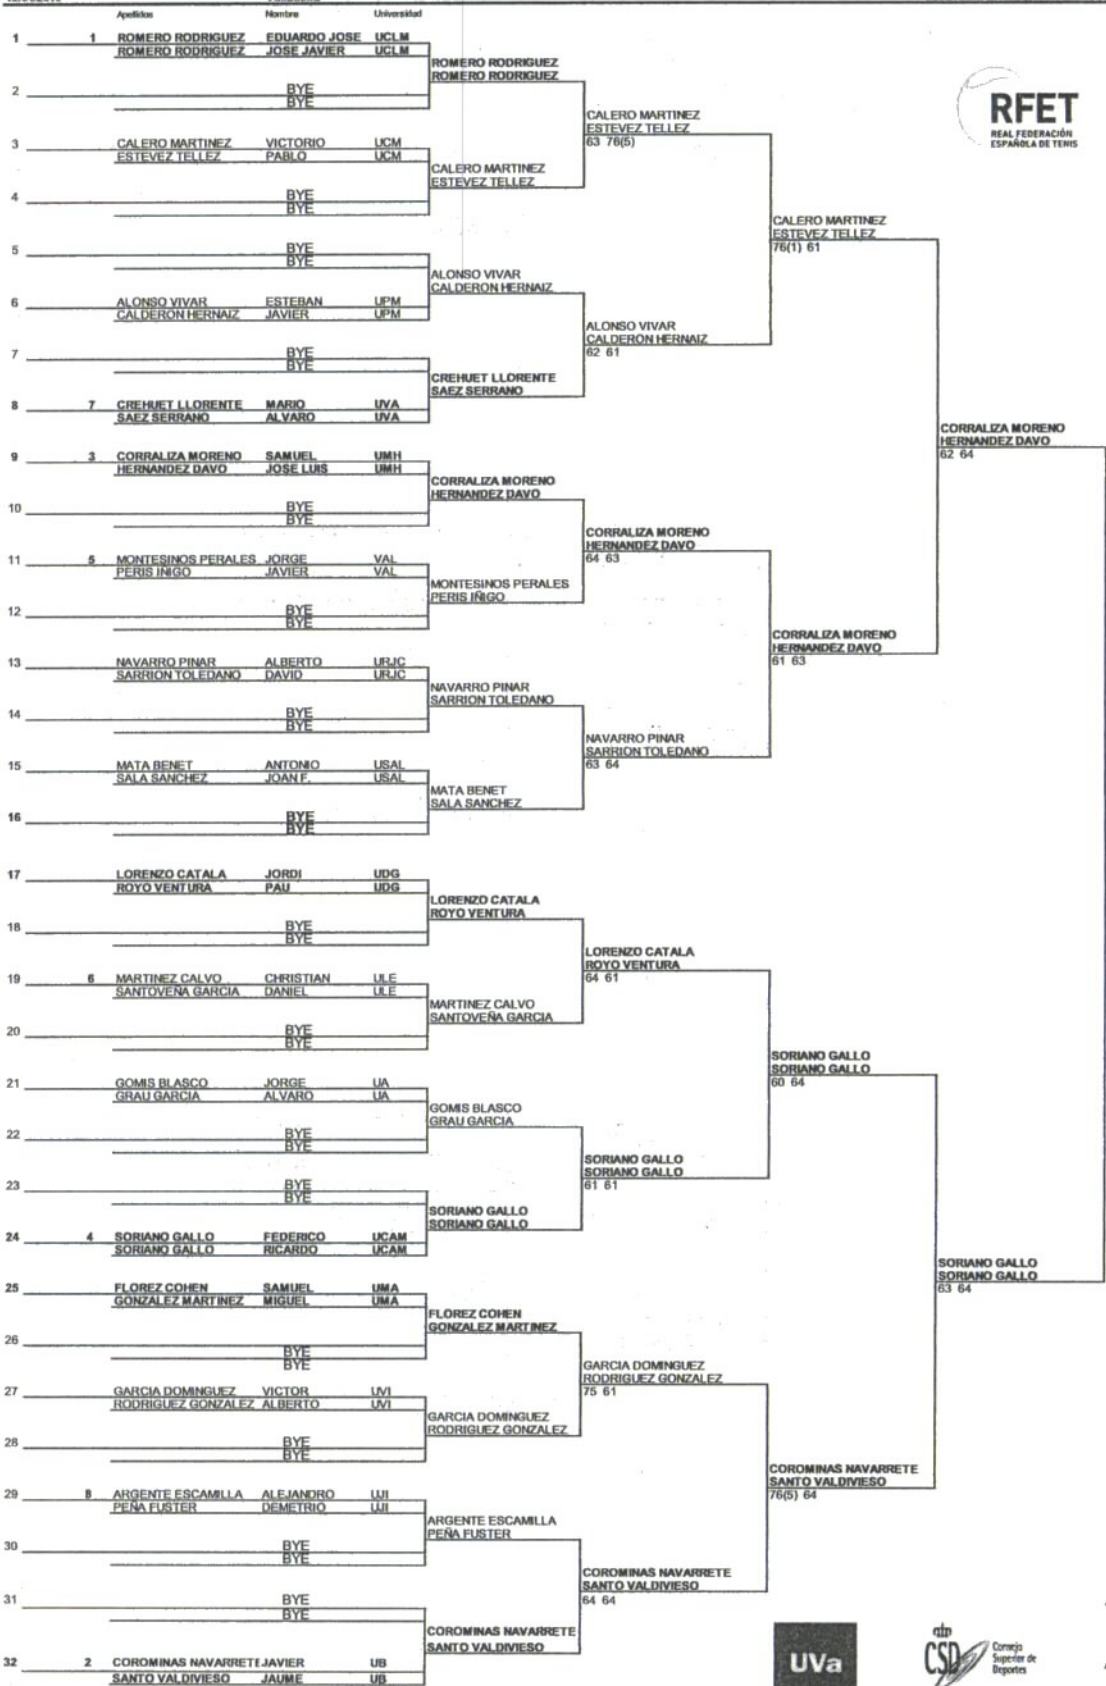 Apellidos Nombre Universidad
1 1 ROMERO RODRIGUEZ EDUARDO JOSE UCLM
ROMERO RODRIGUEZ JOSE JAVIER UCLM
ROMERO RODRIGUEZ
ROMERO RODRIGUEZ
2 BYE
BYE
CALERO MARTINEZ
ESTEVEZ TELLEZ
63 76(5)
RFET
REAL FEDERACIÓN
ESPAÑOLA DE TENIS
3 CALERO MARTINEZ VICTORIO UCM
ESTEVEZ TELLEZ PABLO UCM
CALERO MARTINEZ
ESTEVEZ TELLEZ
4 BYE
BYE
CALERO MARTINEZ
ESTEVEZ TELLEZ
76(1) 61
5 BYE
BYE
ALONSO VIVAR
CALDERON HERNAIZ
6 ALONSO VIVAR ESTEBAN UPM
CALDERON HERNAIZ JAVIER UPM
ALONSO VIVAR
CALDERON HERNAIZ
62 61
7 BYE
BYE
CREHUET LLORENTE
SAEZ SERRANO
8 7 CREHUET LLORENTE MARIO UVA
SAEZ SERRANO ALVARO UVA
CORRALIZA MORENO
HERNANDEZ DAVO
62 64
9 3 CORRALIZA MORENO SAMUEL UMH
HERNANDEZ DAVO JOSE LUIS UMH
CORRALIZA MORENO
HERNANDEZ DAVO
10 BYE
BYE
CORRALIZA MORENO
HERNANDEZ DAVO
64 63
11 5 MONTESINOS PERALES JORGE VAL
PERIS IÑIGO JAVIER VAL
MONTESINOS PERALES
PERIS IÑIGO
12 BYE
BYE
CORRALIZA MORENO
HERNANDEZ DAVO
61 63
13 NAVARRO PINAR ALBERTO URJC
SARRION TOLEDANO DAVID URJC
NAVARRO PINAR
SARRION TOLEDANO
14 BYE
BYE
NAVARRO PINAR
SARRION TOLEDANO
63 64
15 MATA BENET ANTONIO USAL
SALA SANCHEZ JOAN F. USAL
MATA BENET
SALA SANCHEZ
16 BYE
BYE
17 LORENZO CATALA JORDI UDG
ROYO VENTURA PAU UDG
LORENZO CATALA
ROYO VENTURA
18 BYE
BYE
LORENZO CATALA
ROYO VENTURA
64 61
19 6 MARTINEZ CALVO CHRISTIAN ULE
SANTOVEÑA GARCIA DANIEL ULE
MARTINEZ CALVO
SANTOVEÑA GARCIA
20 BYE
BYE
SORIANO GALLO
SORIANO GALLO
60 64
21 GOMIS BLASCO JORGE UA
GRAU GARCIA ALVARO UA
GOMIS BLASCO
GRAU GARCIA
22 BYE
BYE
SORIANO GALLO
SORIANO GALLO
61 61
23 BYE
BYE
SORIANO GALLO
SORIANO GALLO
24 4 SORIANO GALLO FEDERICO UCAM
SORIANO GALLO RICARDO UCAM
SORIANO GALLO
SORIANO GALLO
63 64
25 FLOREZ COHEN SAMUEL UMA
GONZALEZ MARTINEZ MIGUEL UMA
FLOREZ COHEN
GONZALEZ MARTINEZ
26 BYE
BYE
GARCIA DOMINGUEZ
RODRIGUEZ GONZALEZ
75 61
27 GARCIA DOMINGUEZ VICTOR UVI
RODRIGUEZ GONZALEZ ALBERTO UVI
GARCIA DOMINGUEZ
RODRIGUEZ GONZALEZ
28 BYE
BYE
COROMINAS NAVARRETE
SANTO VALDIVIESO
76(5) 64
29 8 ARGENTE ESCAMILLA ALEJANDRO UJI
PEÑA FUSTER DEMETRIO UJI
ARGENTE ESCAMILLA
PEÑA FUSTER
30 BYE
BYE
COROMINAS NAVARRETE
SANTO VALDIVIESO
64 64
31 BYE
BYE
COROMINAS NAVARRETE
SANTO VALDIVIESO
32 2 COROMINAS NAVARRETE JAVIER UB
SANTO VALDIVIESO JAUME UB
UVa
CSD Consejo
Superior de
Deportes